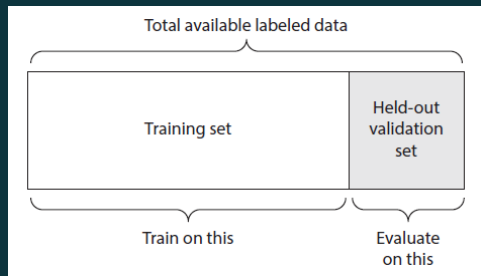 Total available labeled data
Training set
Held-out
validation
set
Train on this
Evaluate
on this